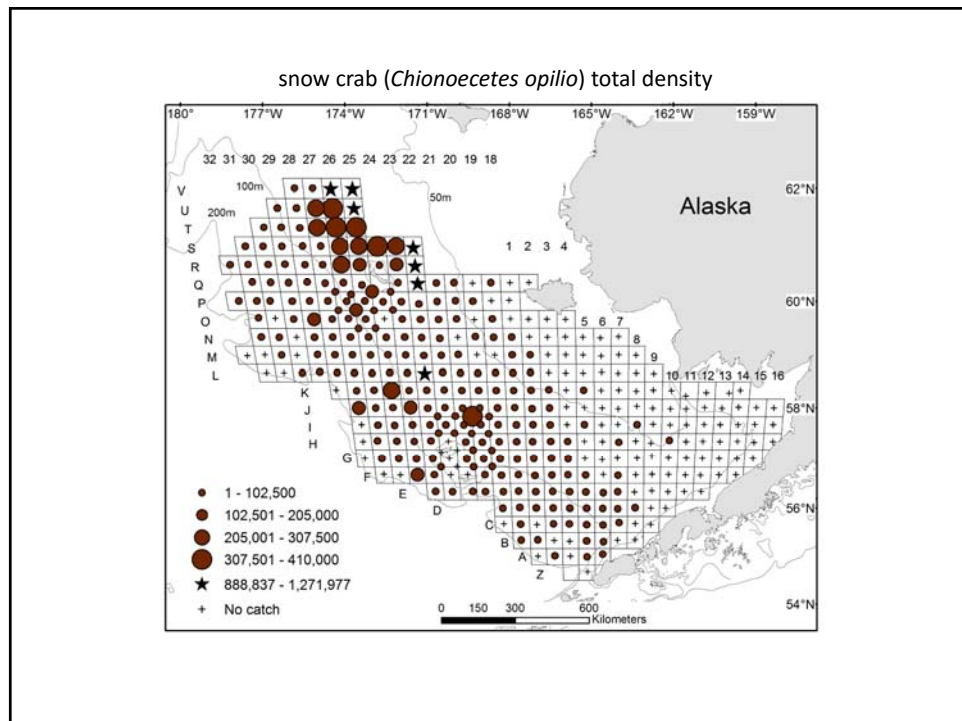 snow crab (Chionoecetes opilio) total density
180° 177°W 174°W 171°W 168°W 165°W 162°W 159°W
32 31 30 29 28 27 26 25 24 23 22 21 20 19 18
V 100m 50m 62°N
U 200m Alaska
T
S 1 2 3 4
R
Q
P 60°N
O 5 6 7
N 8
M 9
L 10 11 12 13 14 15 16
K
J 58°N
I
H
G
F
E
D 56°N
C
B
A
Z
54°N
1 - 102,500
102,501 - 205,000
205,001 - 307,500
307,501 - 410,000
888,837 - 1,271,977
No catch
0 150 300 600
Kilometers